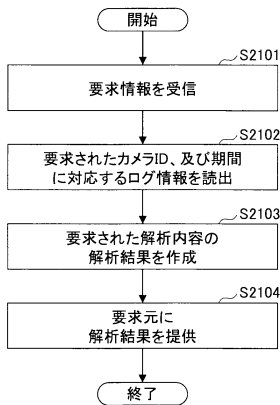 開始
S2101
要求情報を受信
S2102
要求されたカメラID、及び期間
に対応するログ情報を読出
S2103
要求された解析内容の
解析結果を作成
S2104
要求元に
解析結果を提供
終了